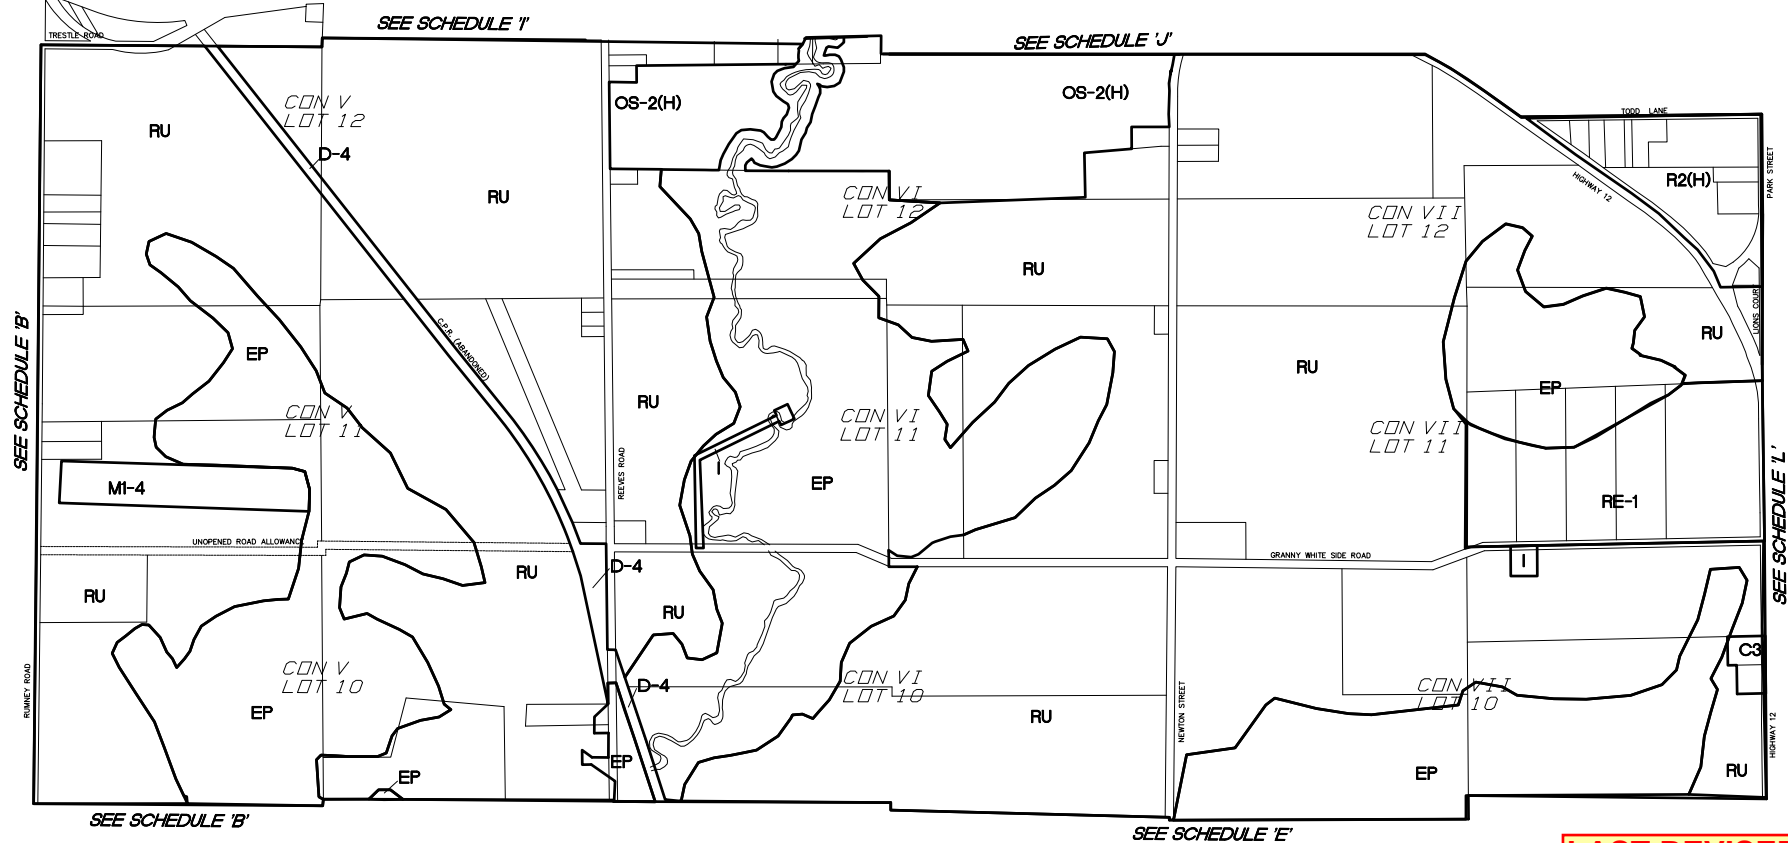 SEE SCHEDULE 'I'
SEE SCHEDULE 'J'
TRESTLE ROAD
TODD LANE
CON V
LOT 12
OS-2(H)
OS-2(H)
RU
D-4
RU
PARK STREET
R2(H)
HIGHWAY 12
CON VI
LOT 12
CON VII
LOT 12
RU
LIONS COURT
RU
SEE SCHEDULE 'B'
C.P.R. (ABANDONED)
EP
RU
EP
RU
CON V
LOT 11
CON VI
LOT 11
CON VII
LOT 11
REEVES ROAD
I
EP
M1-4
RE-1
SEE SCHEDULE 'L'
UNOPENED ROAD ALLOWANCE
GRANNY WHITE SIDE ROAD
I
RU
RU
D-4
RU
C3
RUMNEY ROAD
CON V
LOT 10
D-4
CON VI
LOT 10
CON VII
LOT 10
NEWTON STREET
EP
RU
HIGHWAY 12
EP
EP
EP
RU
SEE SCHEDULE 'B'
SEE SCHEDULE 'E'